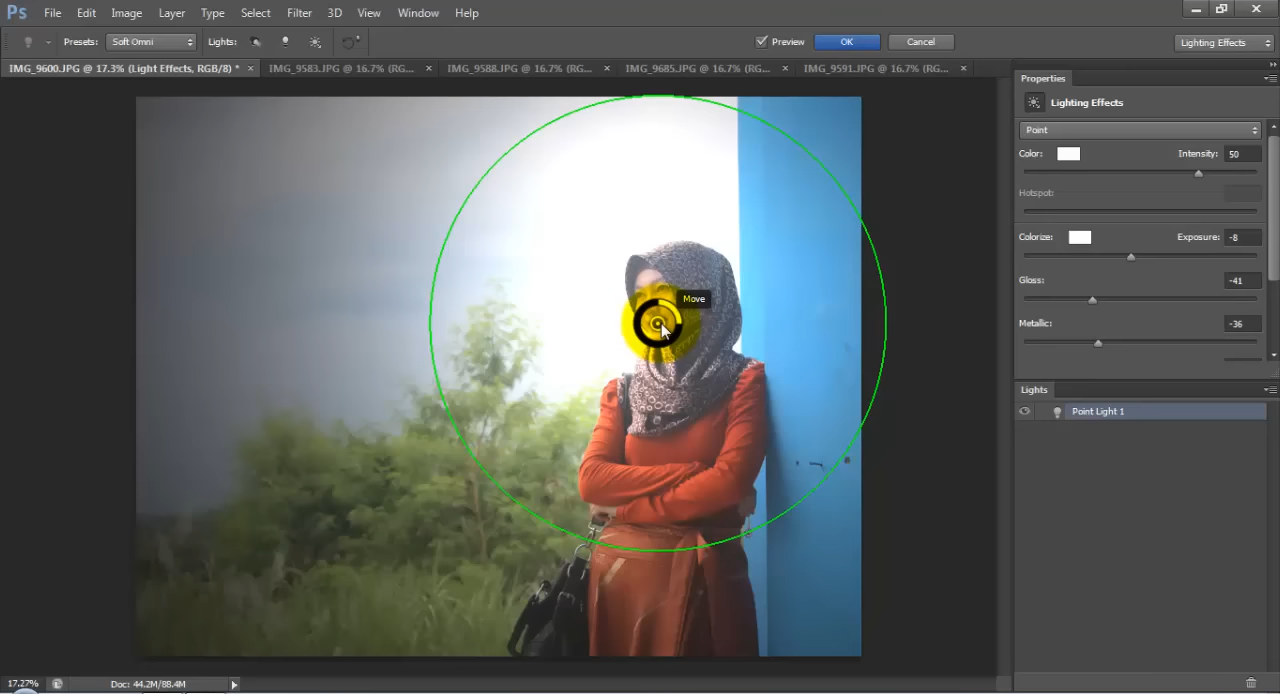 Ps File Edit Image Layer Type Select Filter 3D View Window Help
Presets: Soft Omni Lights: Preview OK Cancel Lighting Effects
IMG_9600.JPG @ 17.3% (Light Effects, RGB/8) * × IMG_9583.JPG @ 16.7% (RG... × IMG_9588.JPG @ 16.7% (RG... × IMG_9685.JPG @ 16.7% (RG... × IMG_9591.JPG @ 16.7% (RG... ×
Properties
Lighting Effects
Point
Color: Intensity: 50
Hotspot:
Colorize: Exposure: -8
Gloss: -41
Metallic: -36
Move
Lights
Point Light 1
17.27% Doc: 44.2M/88.4M